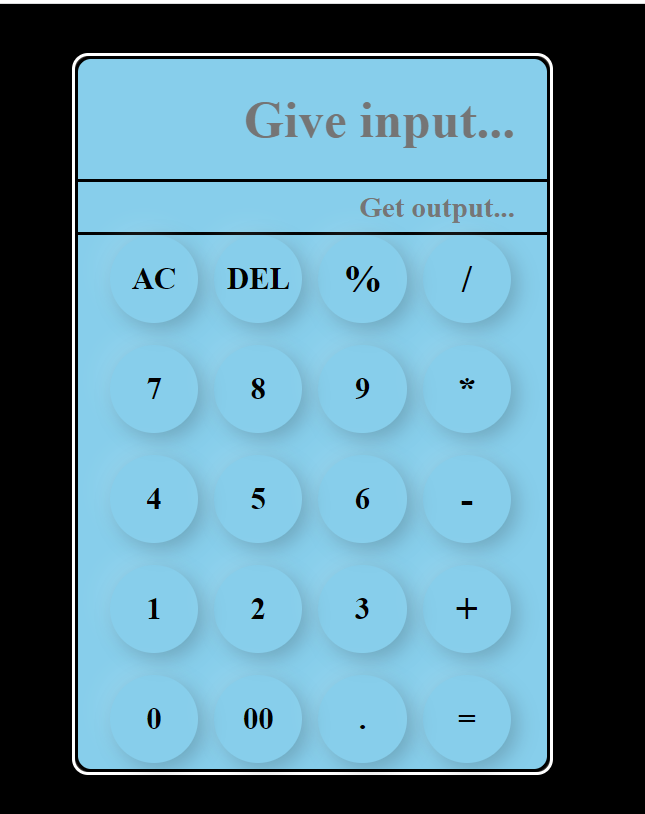 Give input...
Get output...
AC DEL % /
7 8 9 *
4 5 6 -
1 2 3 +
0 00 . =